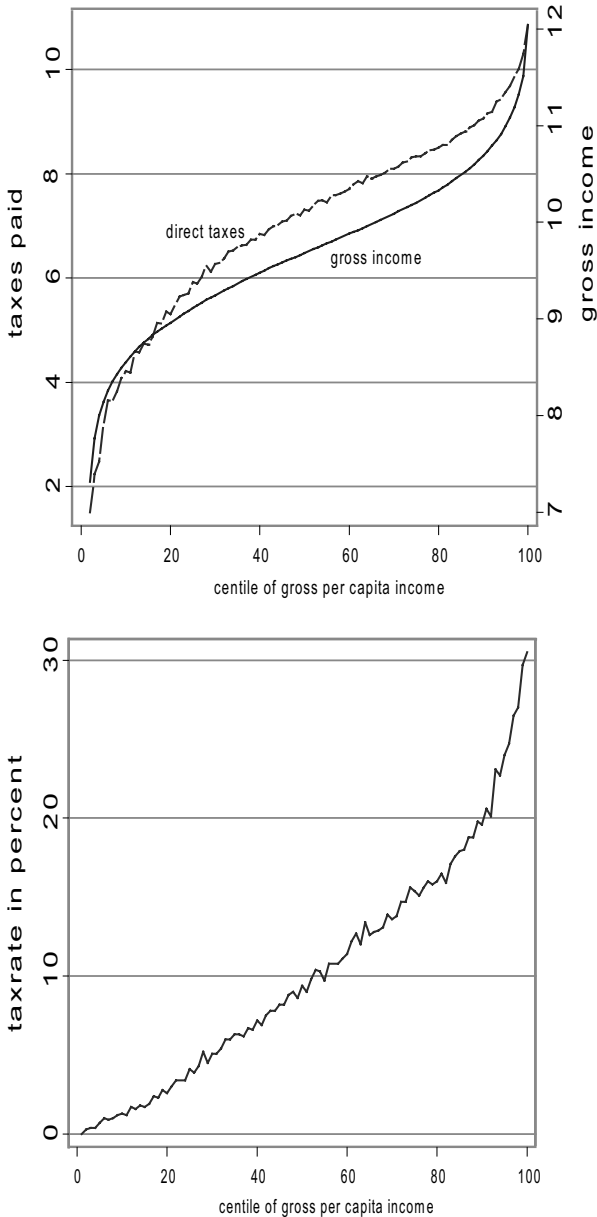 taxes paid
10
8
6
4
2
direct taxes
gross income
12
11
10
9
8
7
gross income
0 20 40 60 80 100
centile of gross per capita income
taxrate in percent
30
20
10
0
0 20 40 60 80 100
centile of gross per capita income